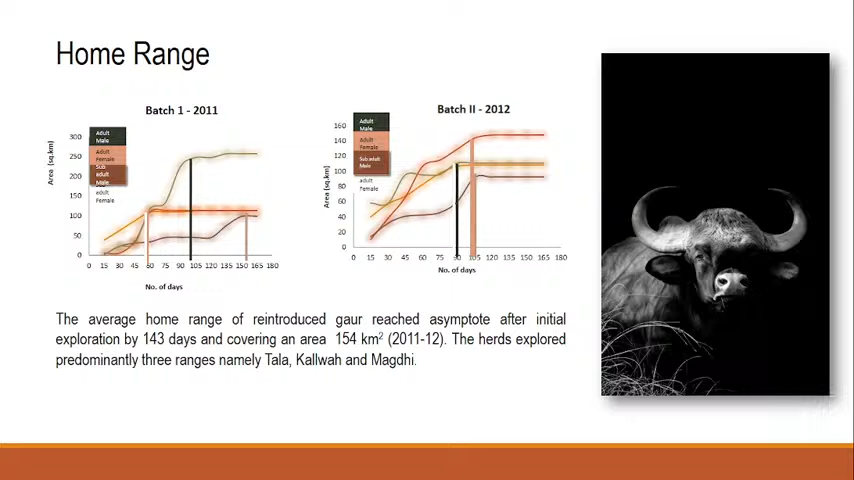 Home Range
Batch 1 - 2011
Adult
Male
Adult
Female
Sub
adult
Male
adult
Female
Area (sq.km)
300
250
200
150
100
50
0
0 15 30 45 60 75 90 105 120 135 150 165 180
No. of days
Batch II - 2012
Adult
Male
Adult
Female
Sub adult
Male
adult
Female
Area (sq.km)
160
140
120
100
80
60
40
20
0
0 15 30 45 60 75 90 105 120 135 150 165 180
No. of days
The average home range of reintroduced gaur reached asymptote after initial
exploration by 143 days and covering an area 154 km² (2011-12). The herds explored
predominantly three ranges namely Tala, Kallwah and Magdhi.